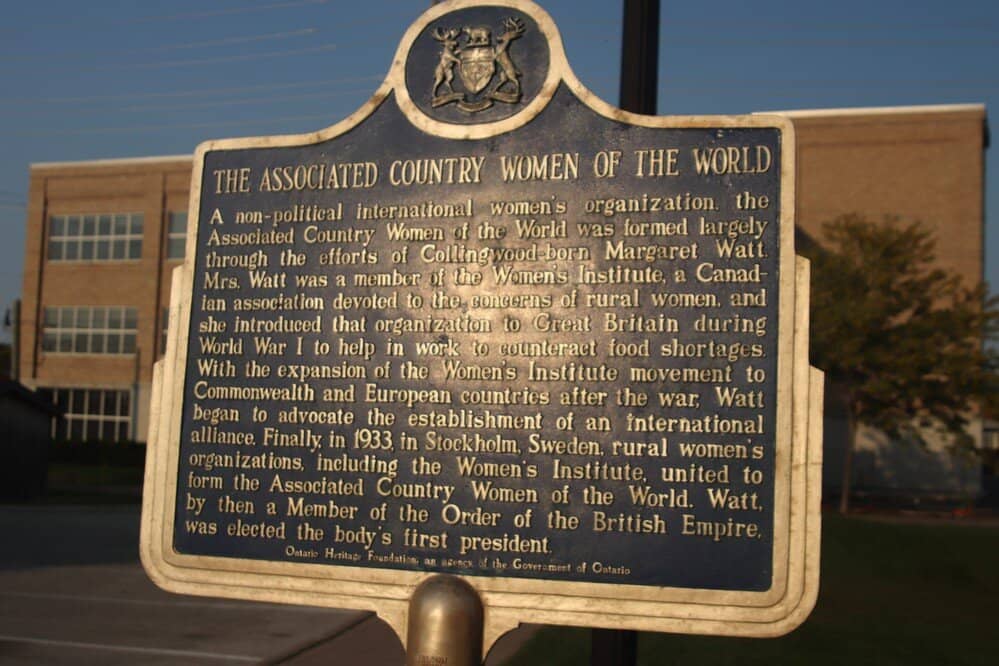 THE ASSOCIATED COUNTRY WOMEN OF THE WORLD
A non-political international women's organization, the
Associated Country Women of the World was formed largely
through the efforts of Collingwood-born Margaret Watt.
Mrs. Watt was a member of the Women's Institute, a Canad-
ian association devoted to the concerns of rural women, and
she introduced that organization to Great Britain during
World War I to help in work to counteract food shortages.
With the expansion of the Women's Institute movement to
Commonwealth and European countries after the war, Watt
began to advocate the establishment of an international
alliance. Finally, in 1933, in Stockholm, Sweden, rural women's
organizations, including the Women's Institute, united to
form the Associated Country Women of the World. Watt,
by then a Member of the Order of the British Empire,
was elected the body's first president.
Ontario Heritage Foundation, an agency of the Government of Ontario